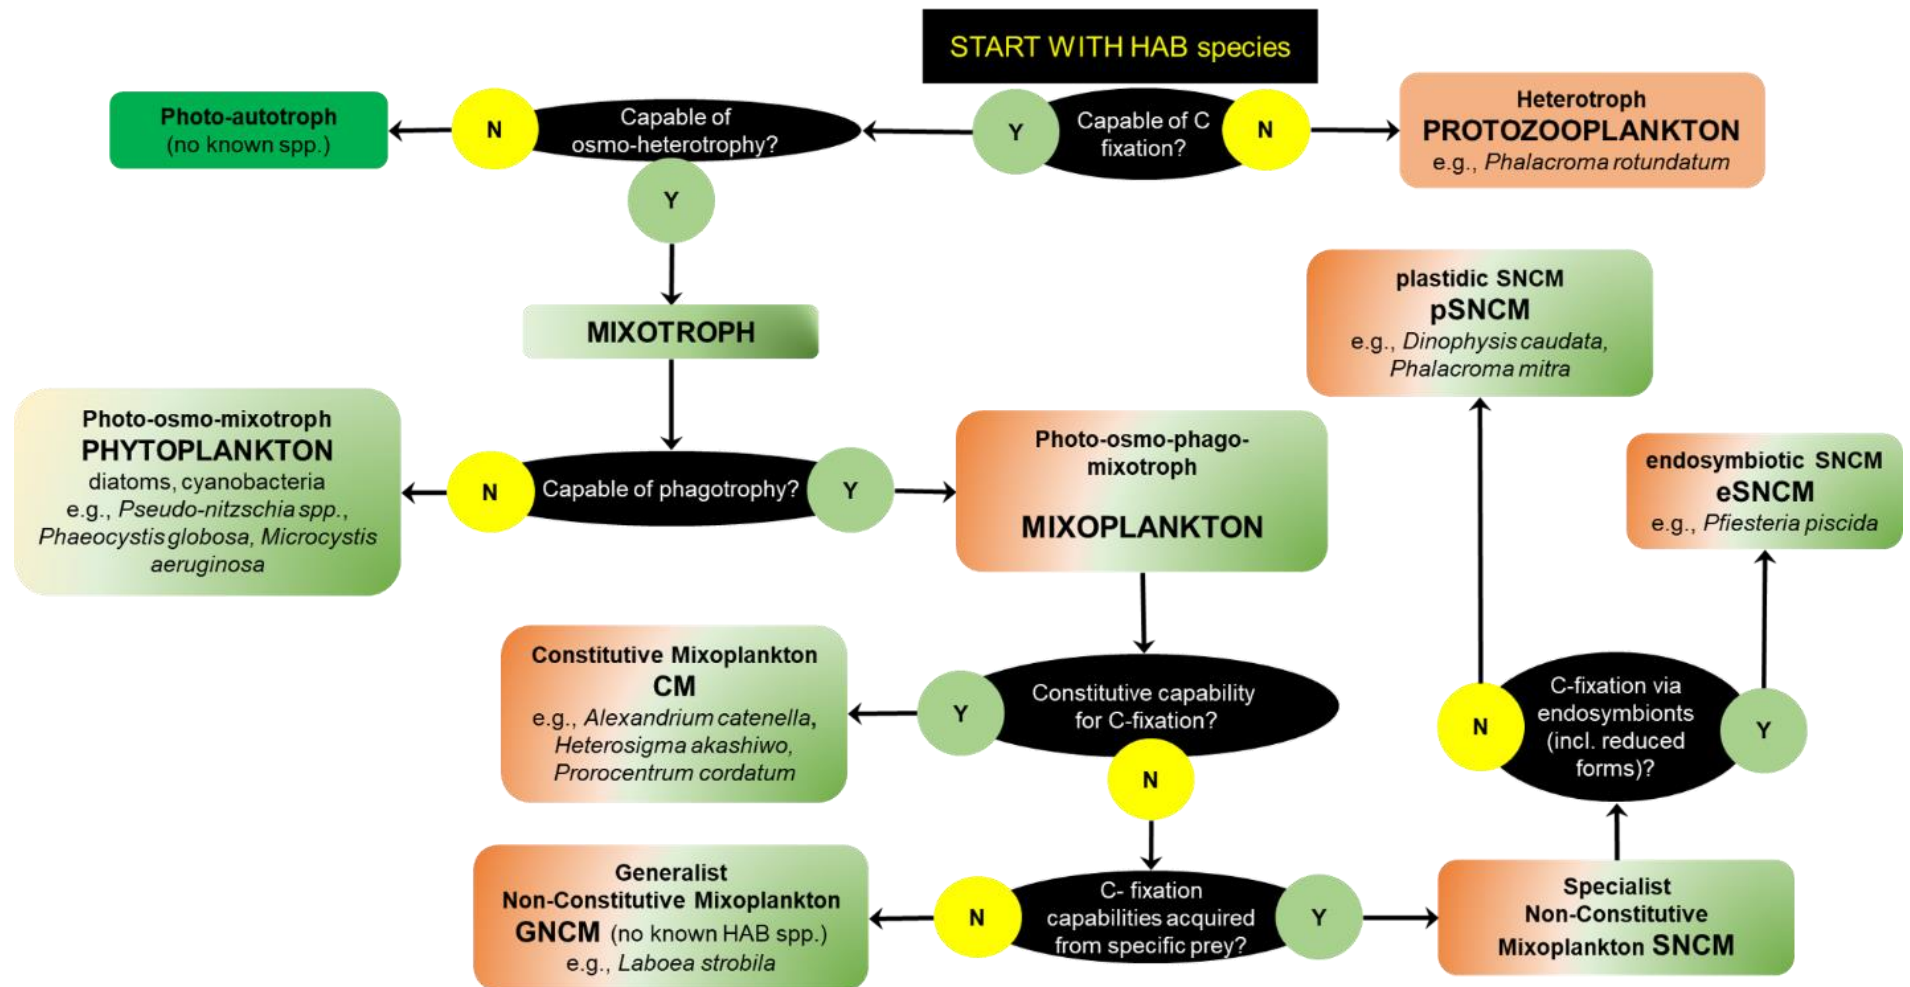 START WITH HAB species
Photo-autotroph
(no known spp.)
N
Capable of
osmo-heterotrophy?
Y
Y
Capable of C
fixation?
N
Heterotroph
PROTOZOOPLANKTON
e.g., Phalacroma rotundatum
MIXOTROPH
plastidic SNCM
pSNCM
e.g., Dinophysis caudata,
Phalacroma mitra
Photo-osmo-mixotroph
PHYTOPLANKTON
diatoms, cyanobacteria
e.g., Pseudo-nitzschia spp.,
Phaeocystis globosa, Microcystis
aeruginosa
N
Capable of phagotrophy?
Y
Photo-osmo-phago-
mixotroph
MIXOPLANKTON
endosymbiotic SNCM
eSNCM
e.g., Pfiesteria piscida
Constitutive Mixoplankton
CM
e.g., Alexandrium catenella,
Heterosigma akashiwo,
Prorocentrum cordatum
Y
Constitutive capability
for C-fixation?
N
N
C-fixation via
endosymbionts
(incl. reduced
forms)?
Y
Generalist
Non-Constitutive Mixoplankton
GNCM (no known HAB spp.)
e.g., Laboea strobila
N
C- fixation
capabilities acquired
from specific prey?
Y
Specialist
Non-Constitutive
Mixoplankton SNCM